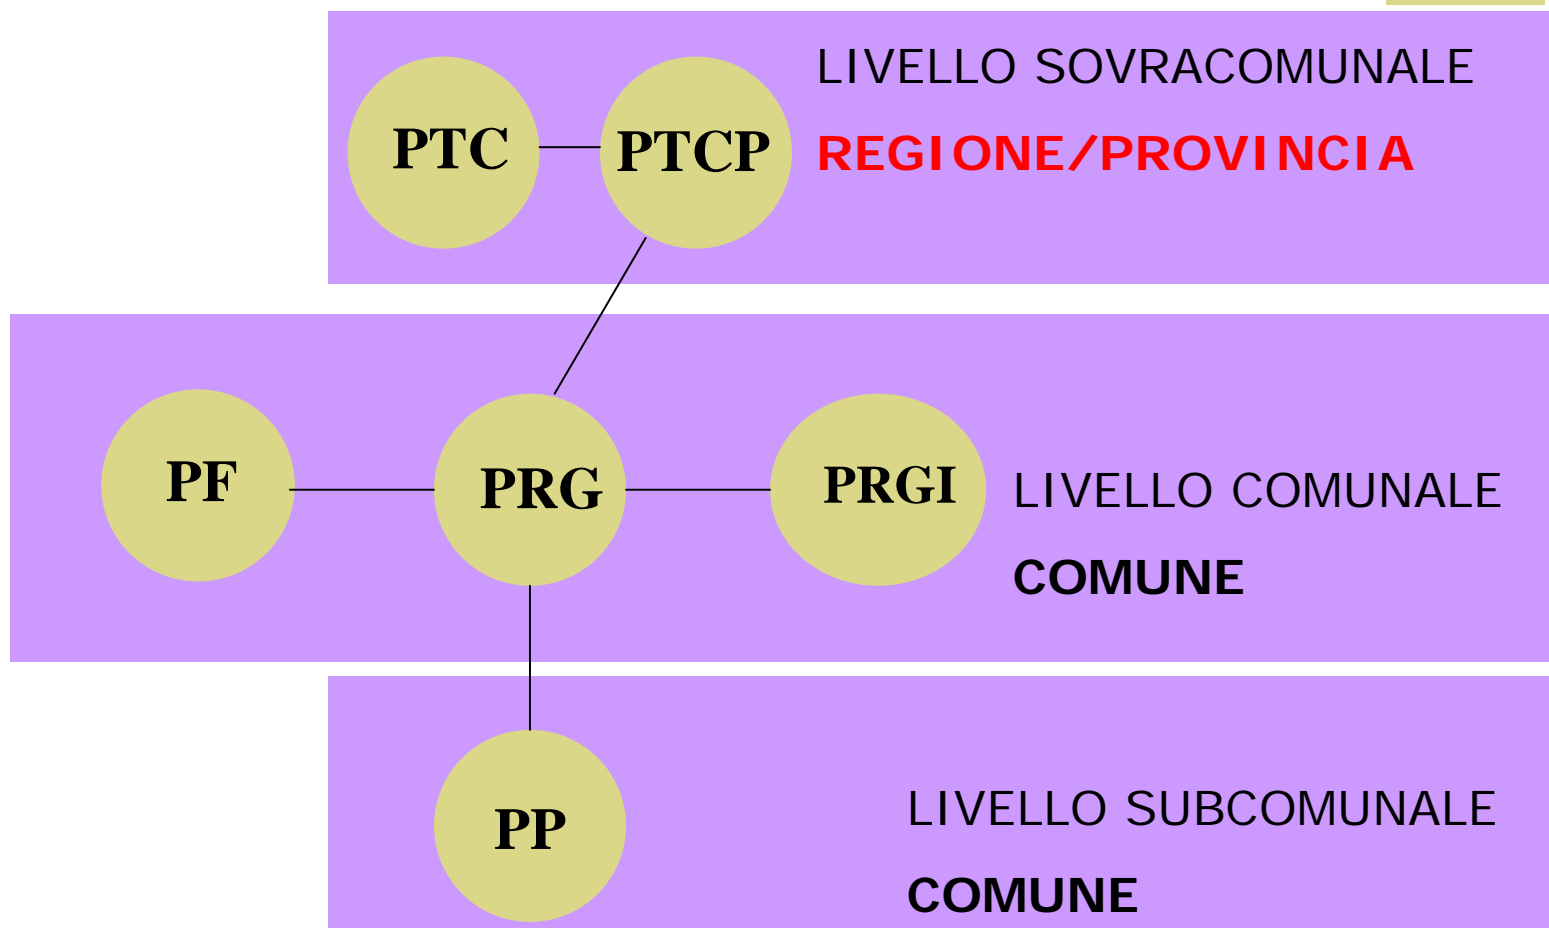 PTC
PTCP
LIVELLO SOVRACOMUNALE
REGIONE/PROVINCIA
PF
PRG
PRGI
LIVELLO COMUNALE
COMUNE
PP
LIVELLO SUBCOMUNALE
COMUNE